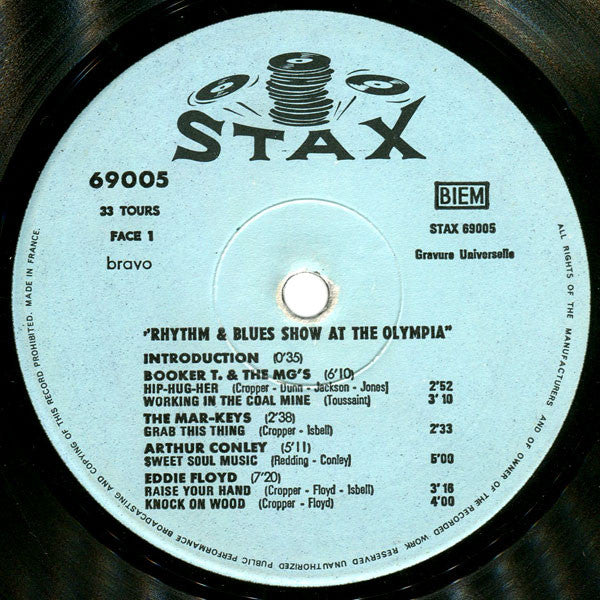 STAX
69005
BIEM
33 TOURS
STAX 69005
FACE 1
Gravure Universelle
bravo
"RHYTHM & BLUES SHOW AT THE OLYMPIA"
INTRODUCTION (0'35)
BOOKER T. & THE MG'S (6'10)
HIP-HUG-HER (Cropper - Dunn - Jackson - Jones) 2'52
WORKING IN THE COAL MINE (Toussaint) 3'10
THE MAR-KEYS (2'38)
GRAB THIS THING (Cropper - Isbell) 2'33
ARTHUR CONLEY (5'11)
SWEET SOUL MUSIC (Redding - Conley) 5'00
EDDIE FLOYD (7'20)
RAISE YOUR HAND (Cropper - Floyd - Isbell) 3'16
KNOCK ON WOOD (Cropper - Floyd) 4'00
ALL RIGHTS OF THE MANUFACTURERS AND OF OWNER OF THE RECORDED WORK RESERVED UNAUTHORIZED PUBLIC PERFORMANCE BROADCASTING AND COPYING OF THIS RECORD PROHIBITED. MADE IN FRANCE.